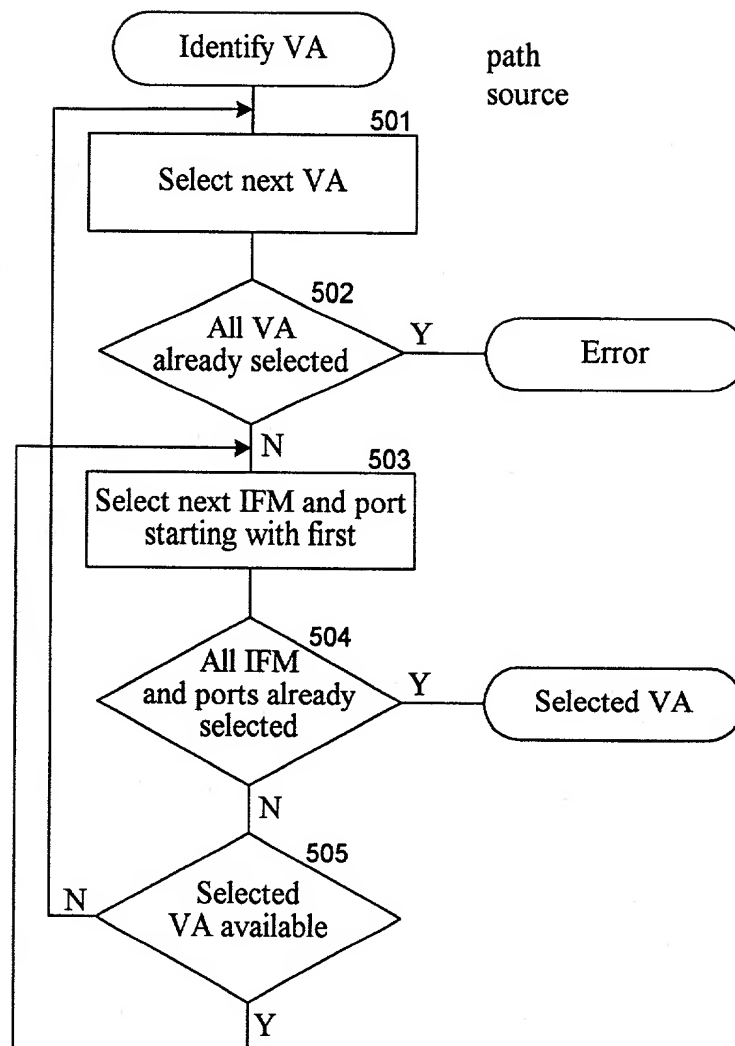 Identify VA
path
source
501
Select next VA
502
All VA
already selected
Y
Error
N
503
Select next IFM and port
starting with first
504
All IFM
and ports already
selected
Y
Selected VA
N
505
Selected
VA available
N
Y